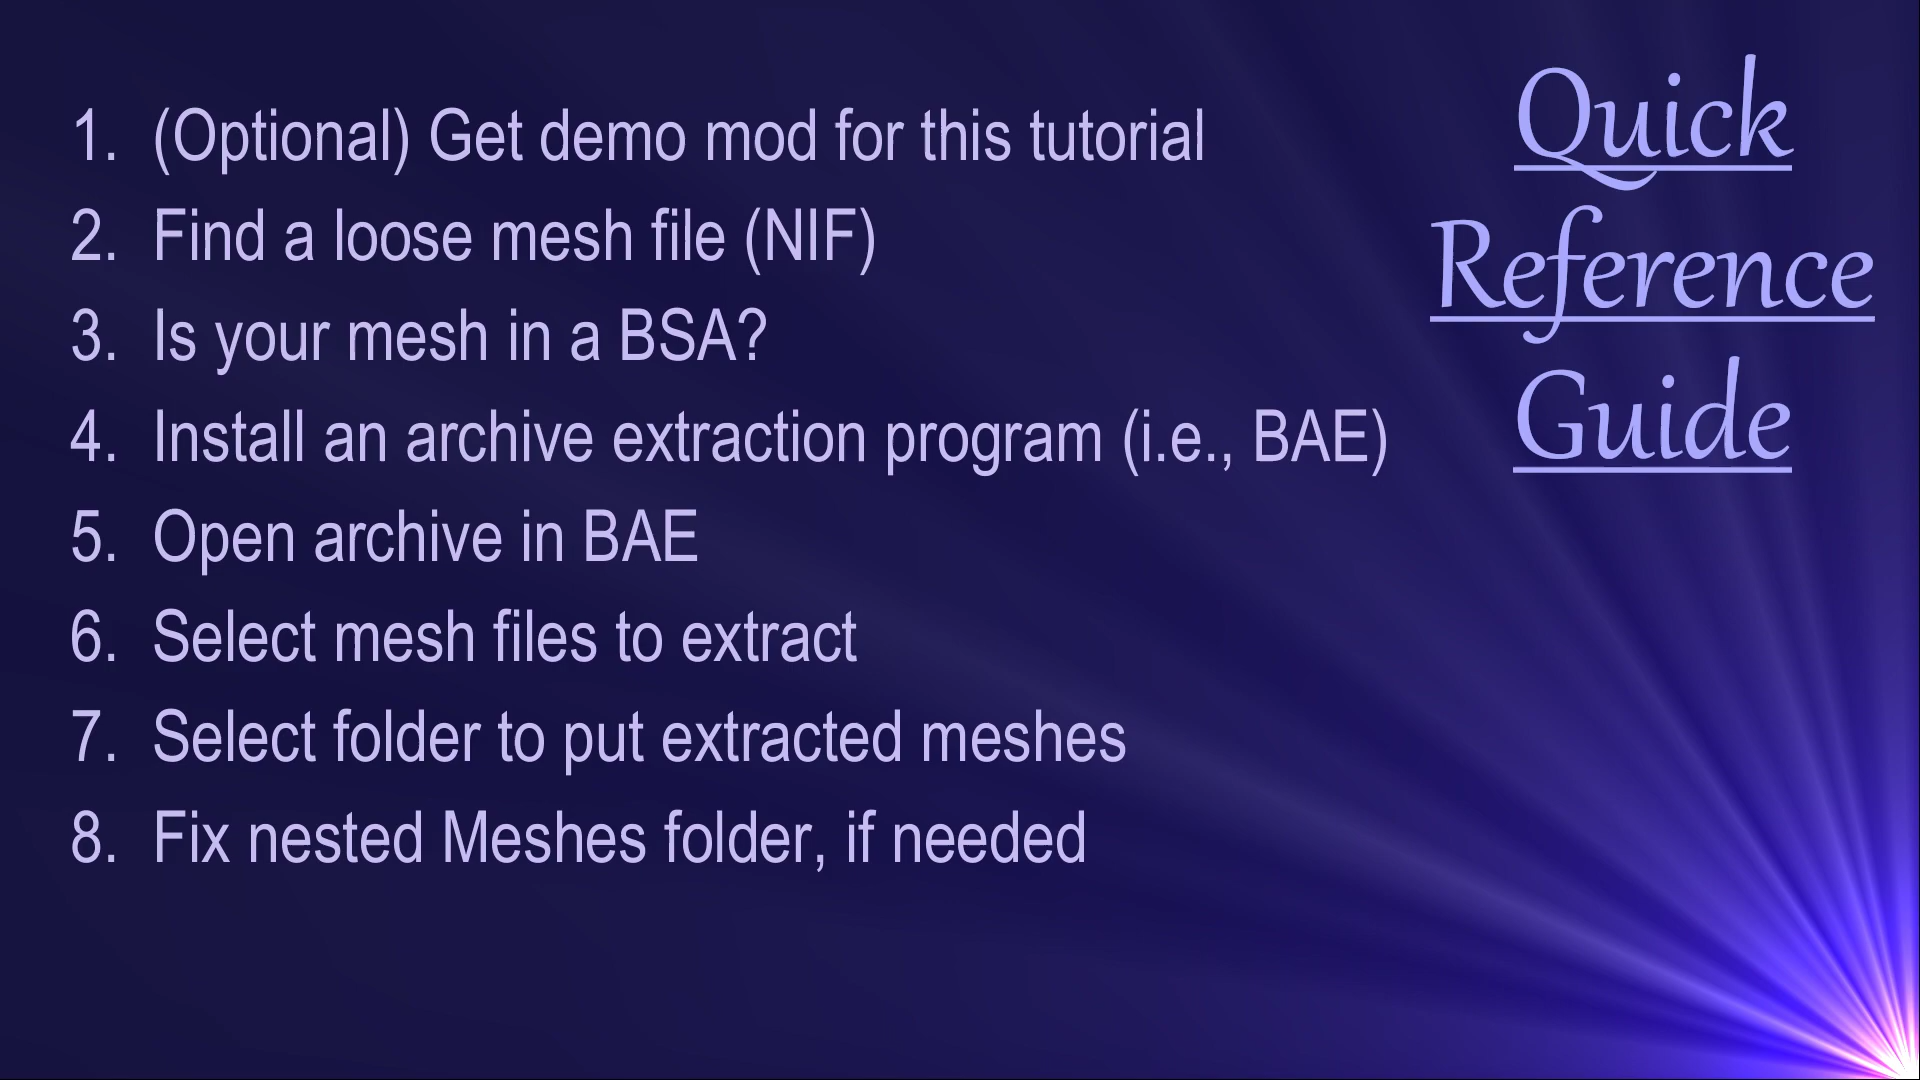 1. (Optional) Get demo mod for this tutorial
2. Find a loose mesh file (NIF)
3. Is your mesh in a BSA?
4. Install an archive extraction program (i.e., BAE)
5. Open archive in BAE
6. Select mesh files to extract
7. Select folder to put extracted meshes
8. Fix nested Meshes folder, if needed
Quick
Reference
Guide